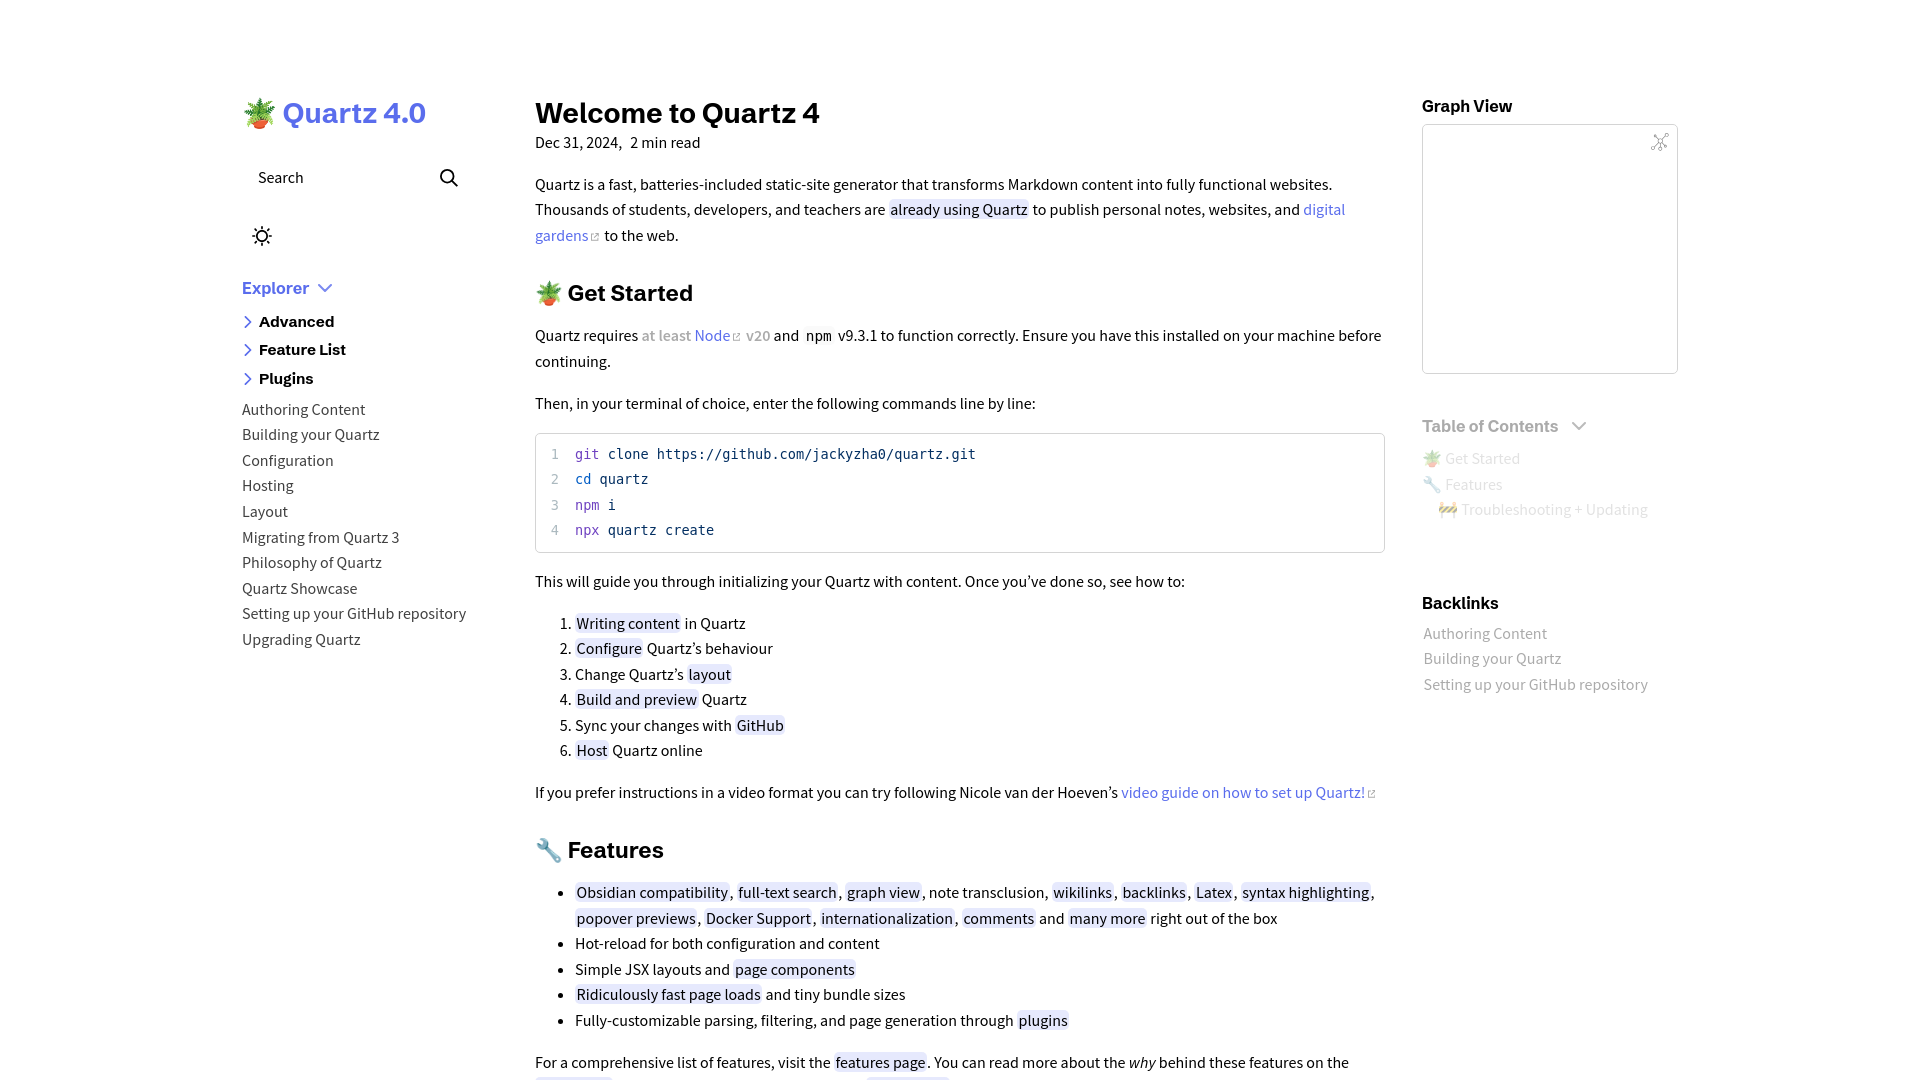 🪴 Quartz 4.0
Search
Explorer
Advanced
Feature List
Plugins
Authoring Content
Building your Quartz
Configuration
Hosting
Layout
Migrating from Quartz 3
Philosophy of Quartz
Quartz Showcase
Setting up your GitHub repository
Upgrading Quartz
Welcome to Quartz 4
Dec 31, 2024, 2 min read
Quartz is a fast, batteries-included static-site generator that transforms Markdown content into fully functional websites.
Thousands of students, developers, and teachers are already using Quartz to publish personal notes, websites, and digital
gardens to the web.
🪴 Get Started
Quartz requires at least Node v20 and npm v9.3.1 to function correctly. Ensure you have this installed on your machine before
continuing.
Then, in your terminal of choice, enter the following commands line by line:
1 git clone https://github.com/jackyzha0/quartz.git
2 cd quartz
3 npm i
4 npx quartz create
This will guide you through initializing your Quartz with content. Once you’ve done so, see how to:
1. Writing content in Quartz
2. Configure Quartz’s behaviour
3. Change Quartz’s layout
4. Build and preview Quartz
5. Sync your changes with GitHub
6. Host Quartz online
If you prefer instructions in a video format you can try following Nicole van der Hoeven’s video guide on how to set up Quartz!
🔧 Features
• Obsidian compatibility, full-text search, graph view, note transclusion, wikilinks, backlinks, Latex, syntax highlighting,
popover previews, Docker Support, internationalization, comments and many more right out of the box
• Hot-reload for both configuration and content
• Simple JSX layouts and page components
• Ridiculously fast page loads and tiny bundle sizes
• Fully-customizable parsing, filtering, and page generation through plugins
For a comprehensive list of features, visit the features page. You can read more about the why behind these features on the
Graph View
Table of Contents
🪴 Get Started
🔧 Features
🚧 Troubleshooting + Updating
Backlinks
Authoring Content
Building your Quartz
Setting up your GitHub repository